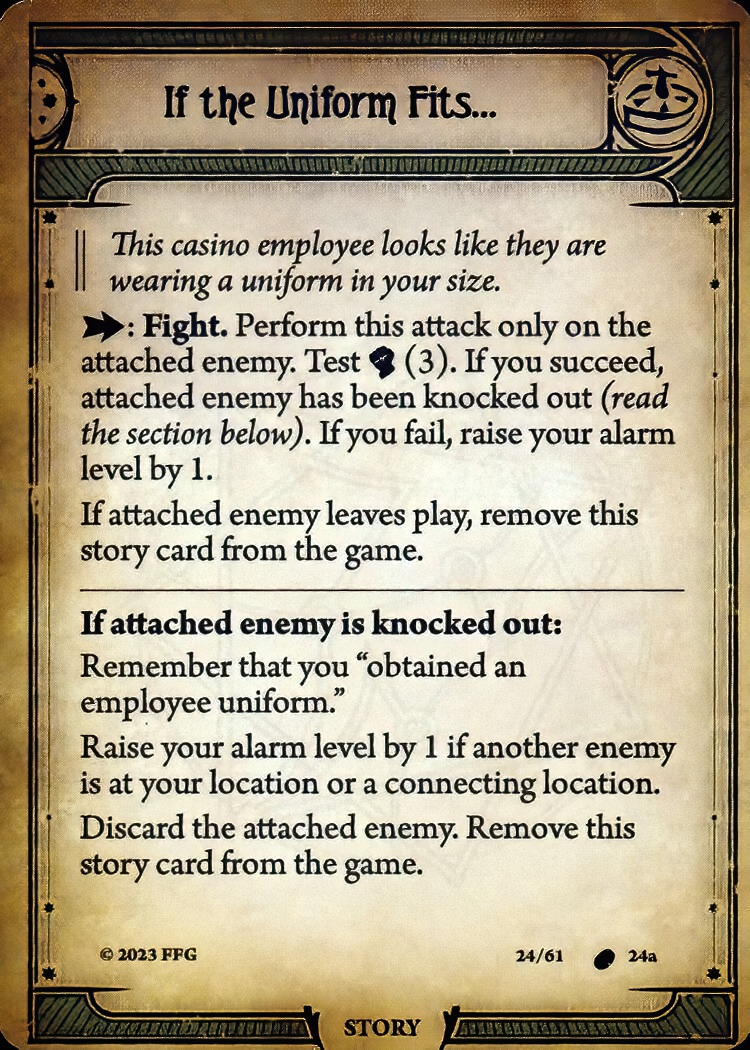 If the Uniform Fits...
This casino employee looks like they are
wearing a uniform in your size.
: Fight. Perform this attack only on the
attached enemy. Test (3). If you succeed,
attached enemy has been knocked out (read
the section below). If you fail, raise your alarm
level by 1.
If attached enemy leaves play, remove this
story card from the game.
If attached enemy is knocked out:
Remember that you “obtained an
employee uniform.”
Raise your alarm level by 1 if another enemy
is at your location or a connecting location.
Discard the attached enemy. Remove this
story card from the game.
© 2023 FFG 24/61 24a
STORY